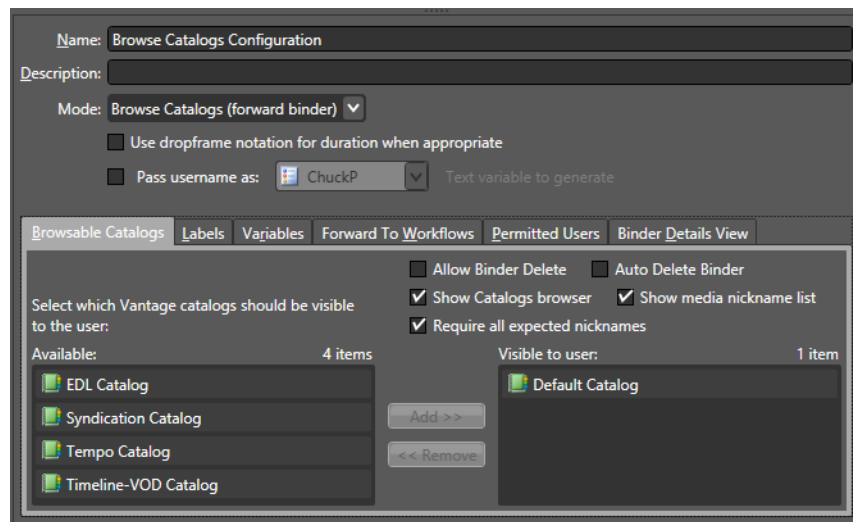 Name: Browse Catalogs Configuration
Description:
Mode: Browse Catalogs (forward binder)
Use dropframe notation for duration when appropriate
Pass username as: ChuckP Text variable to generate
Browsable Catalogs Labels Variables Forward To Workflows Permitted Users Binder Details View
Allow Binder Delete Auto Delete Binder
Show Catalogs browser Show media nickname list
Select which Vantage catalogs should be visible
to the user:
Require all expected nicknames
Available: 4 items Visible to user: 1 item
EDL Catalog Default Catalog
Syndication Catalog Add >>
Tempo Catalog << Remove
Timeline-VOD Catalog